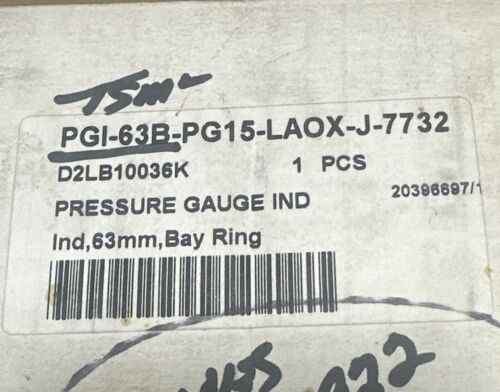 TSM
PGI-63B-PG15-LAOX-J-7732
D2LB10036K 1 PCS
PRESSURE GAUGE IND 20396697/1
Ind,63mm,Bay Ring